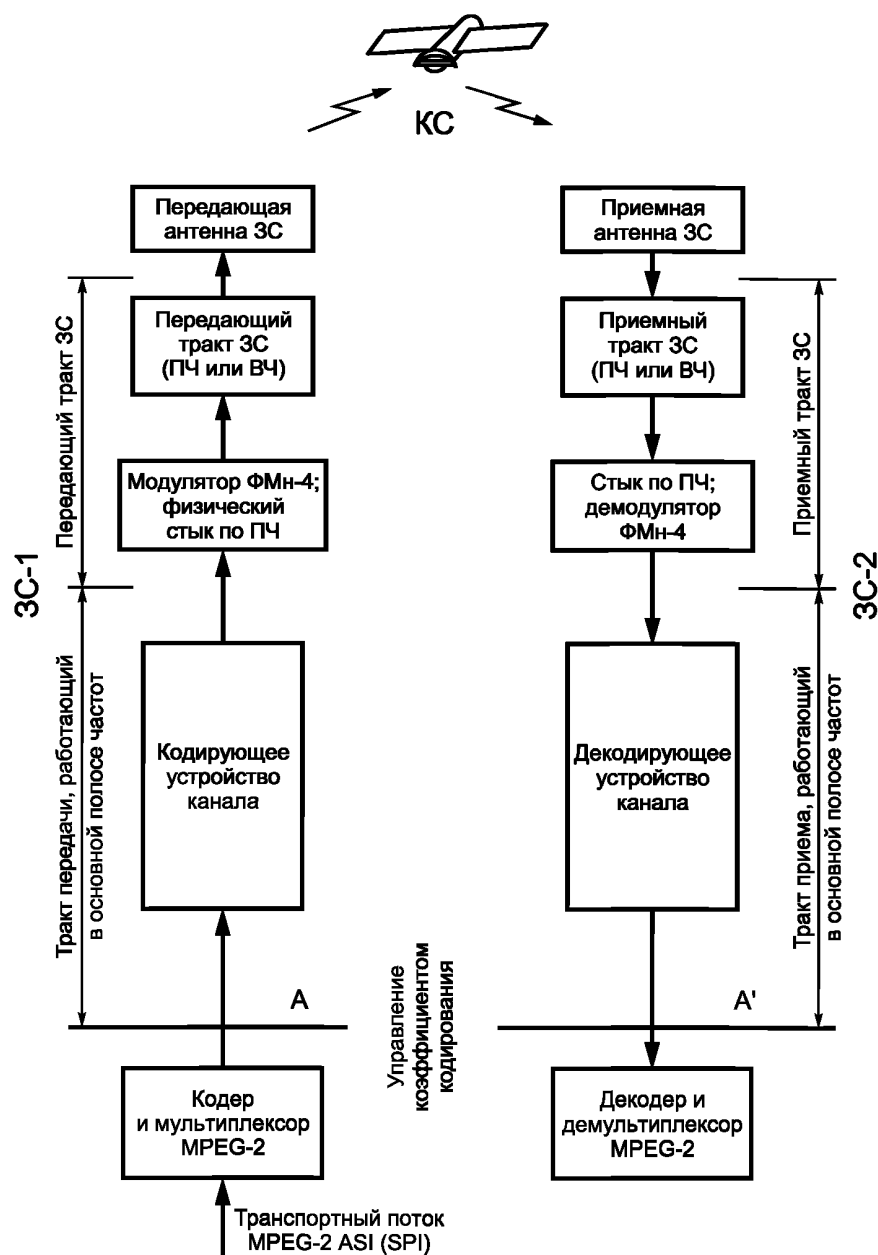 КС
Передающая
антенна ЗС
Передающий
тракт ЗС
(ПЧ или ВЧ)
Модулятор ФМн-4;
физический
стык по ПЧ
Кодирующее
устройство
канала
А
Кодер
и мультиплексор
MPEG-2
Транспортный поток
MPEG-2 ASI (SPI)
Передающий тракт ЗС
ЗС-1
Тракт передачи, работающий
в основной полосе частот
Управление
коэффициентом
кодирования
Приемная
антенна ЗС
Приемный
тракт ЗС
(ПЧ или ВЧ)
Стык по ПЧ;
демодулятор
ФМн-4
Декодирующее
устройство
канала
А'
Декодер и
демультиплексор
MPEG-2
Приемный тракт ЗС
ЗС-2
Тракт приема, работающий
в основной полосе частот